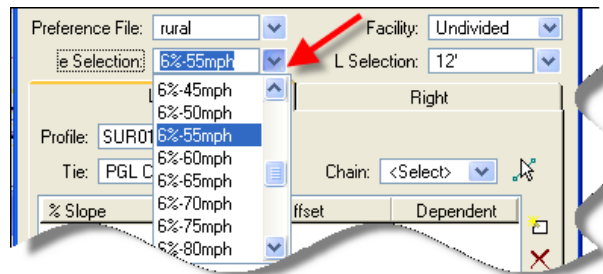 Preference File: rural Facility: Undivided
e Selection: 6%-55mph L Selection: 12'
6%-45mph
6%-50mph
6%-55mph
6%-60mph
6%-65mph
6%-70mph
6%-75mph
6%-80mph
Right
Profile: SUR01
Tie: PGL Chain: <Select>
% Slope Dependent